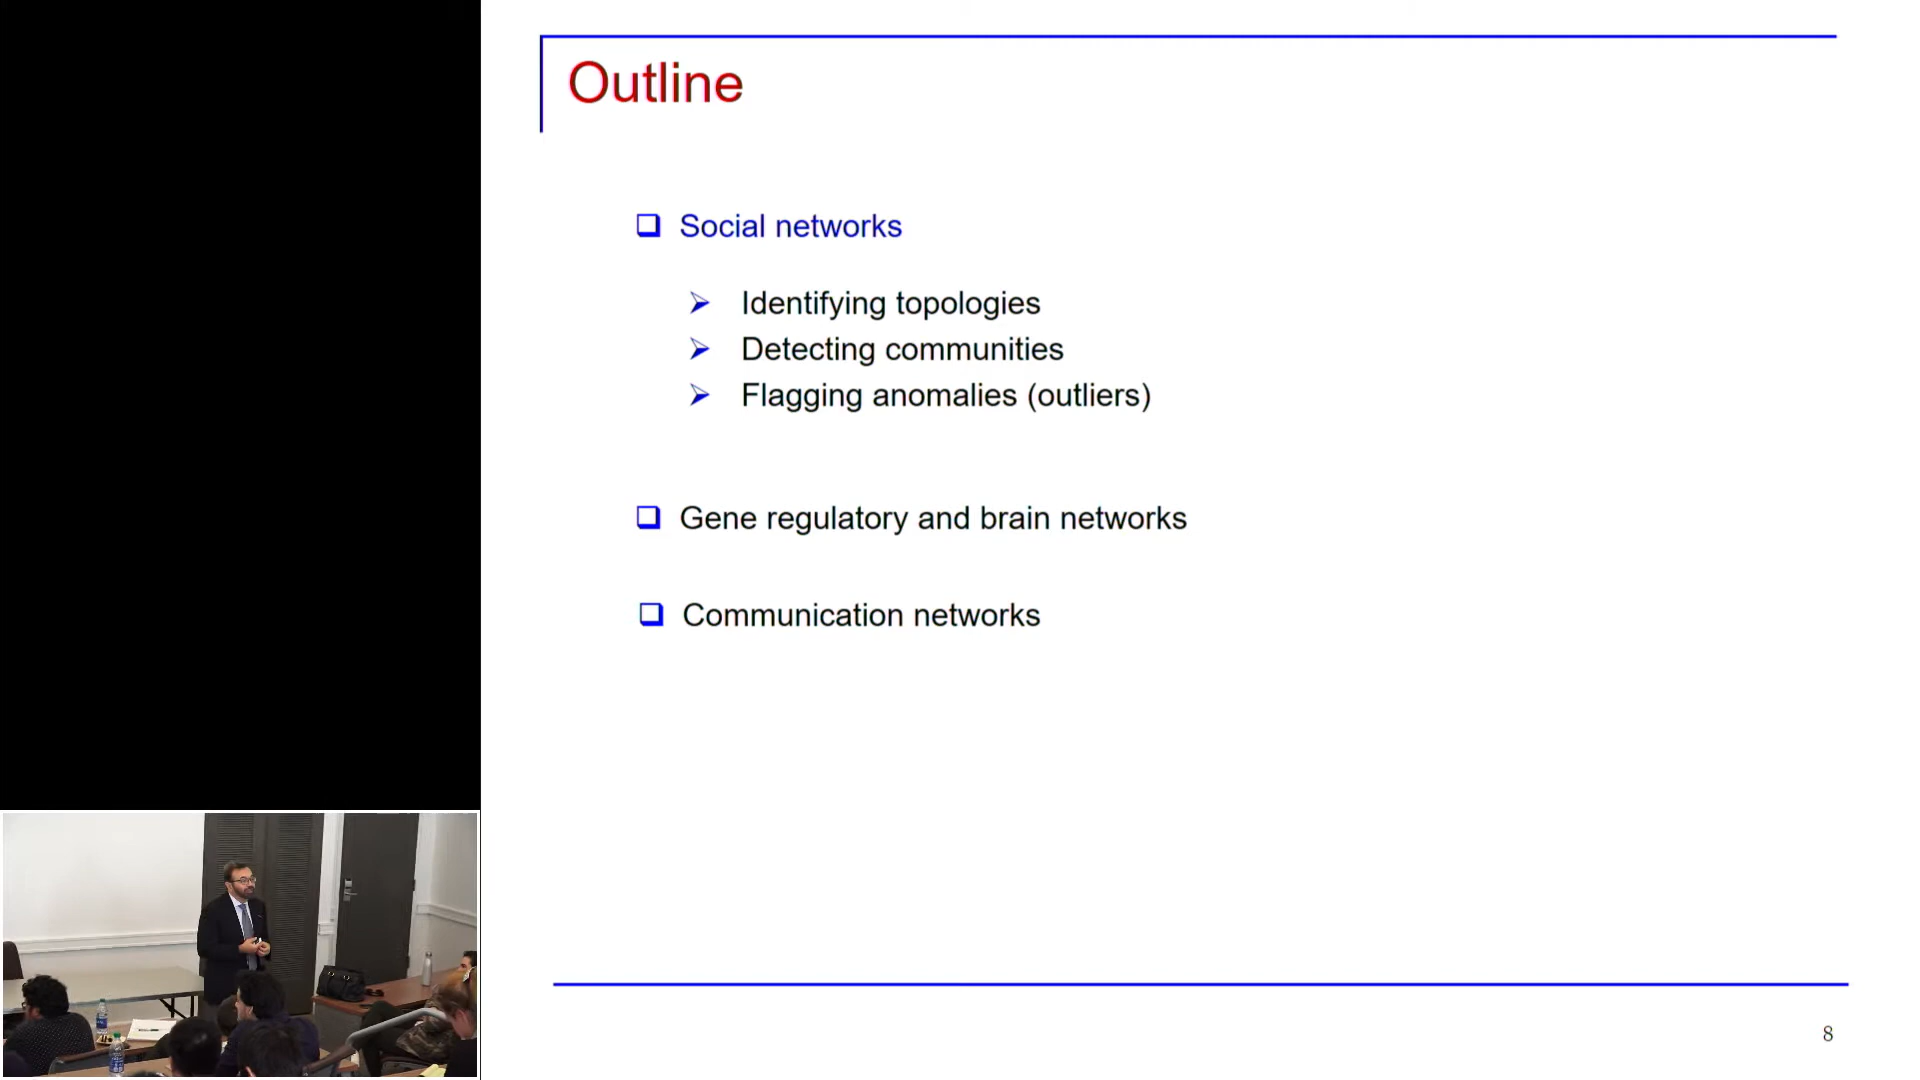 Outline
Social networks
Identifying topologies
Detecting communities
Flagging anomalies (outliers)
Gene regulatory and brain networks
Communication networks
8